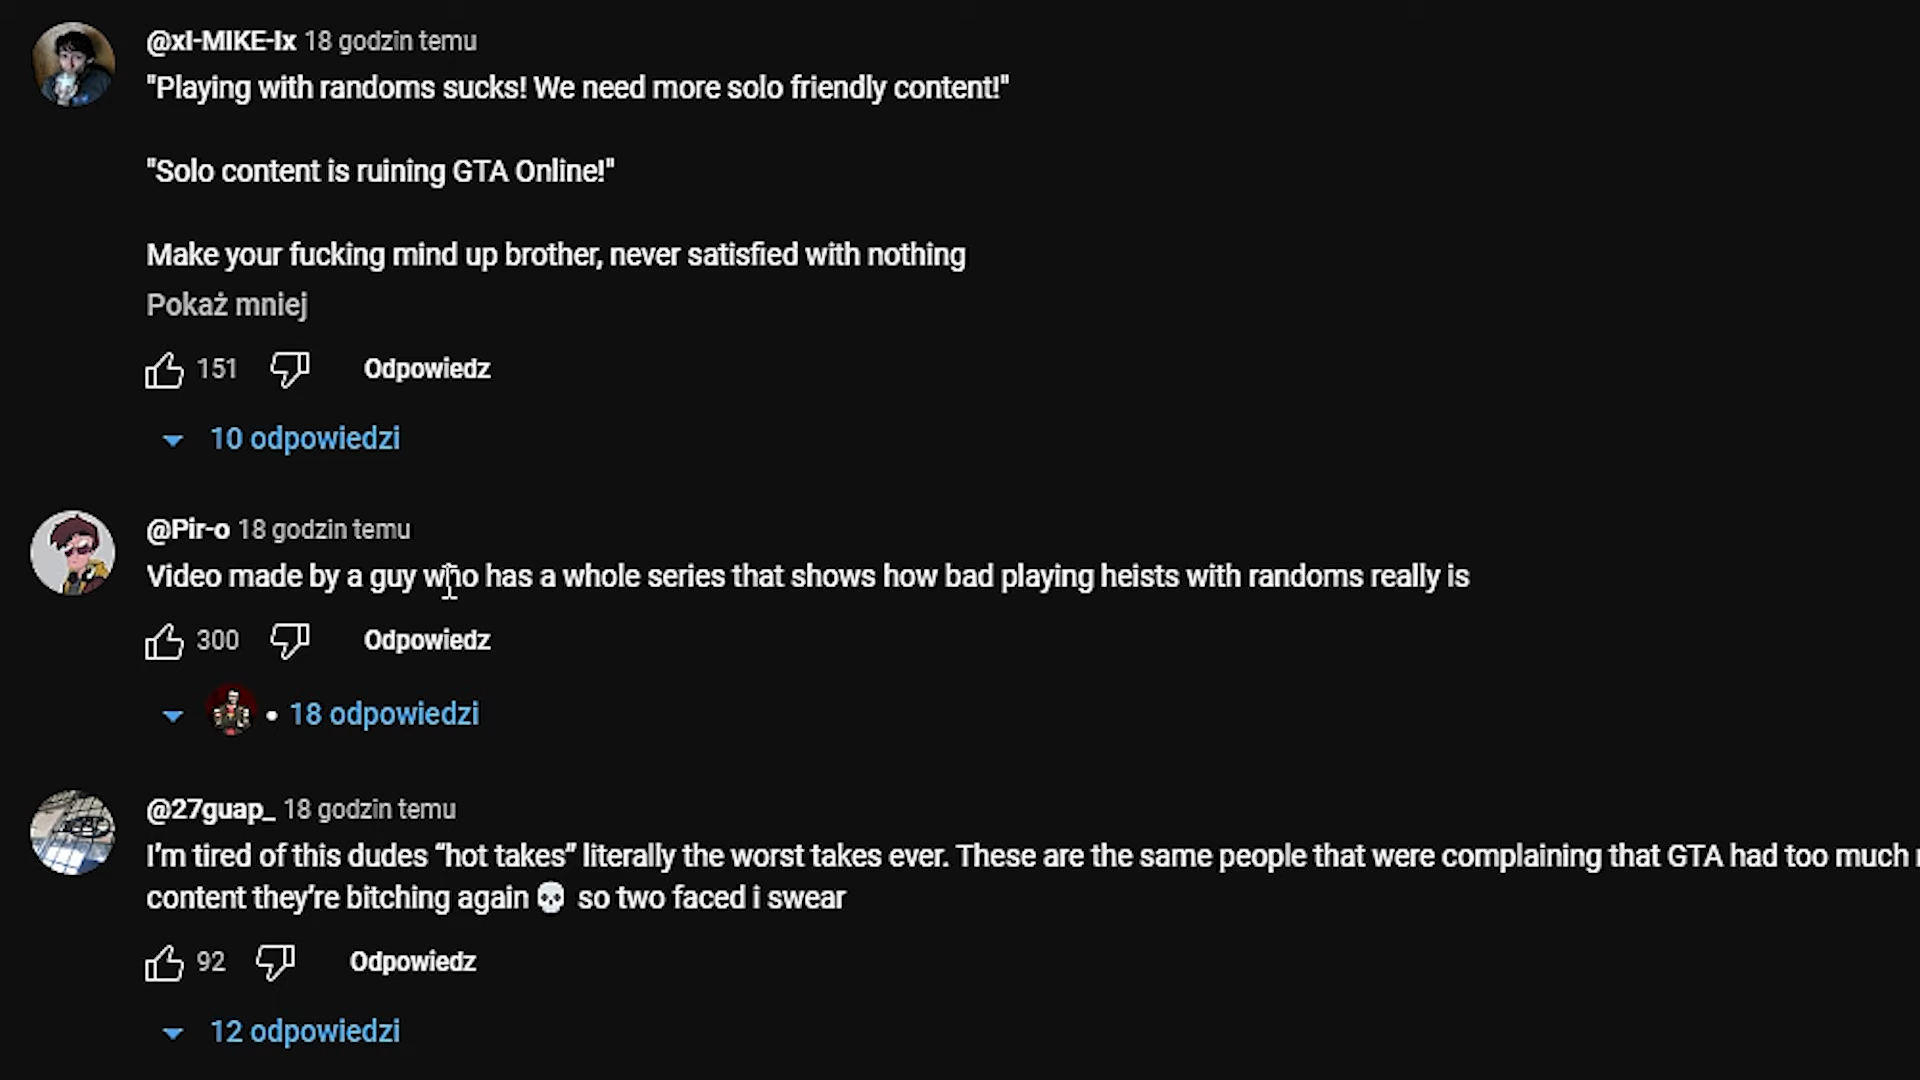 @xI-MIKE-Ix 18 godzin temu
"Playing with randoms sucks! We need more solo friendly content!"
"Solo content is ruining GTA Online!"
Make your fucking mind up brother, never satisfied with nothing
Pokaż mniej
151 Odpowiedz
10 odpowiedzi
@Pir-o 18 godzin temu
Video made by a guy who has a whole series that shows how bad playing heists with randoms really is
300 Odpowiedz
• 18 odpowiedzi
@27guap_ 18 godzin temu
I’m tired of this dudes “hot takes” literally the worst takes ever. These are the same people that were complaining that GTA had too much
content they’re bitching again 💀 so two faced i swear
92 Odpowiedz
12 odpowiedzi